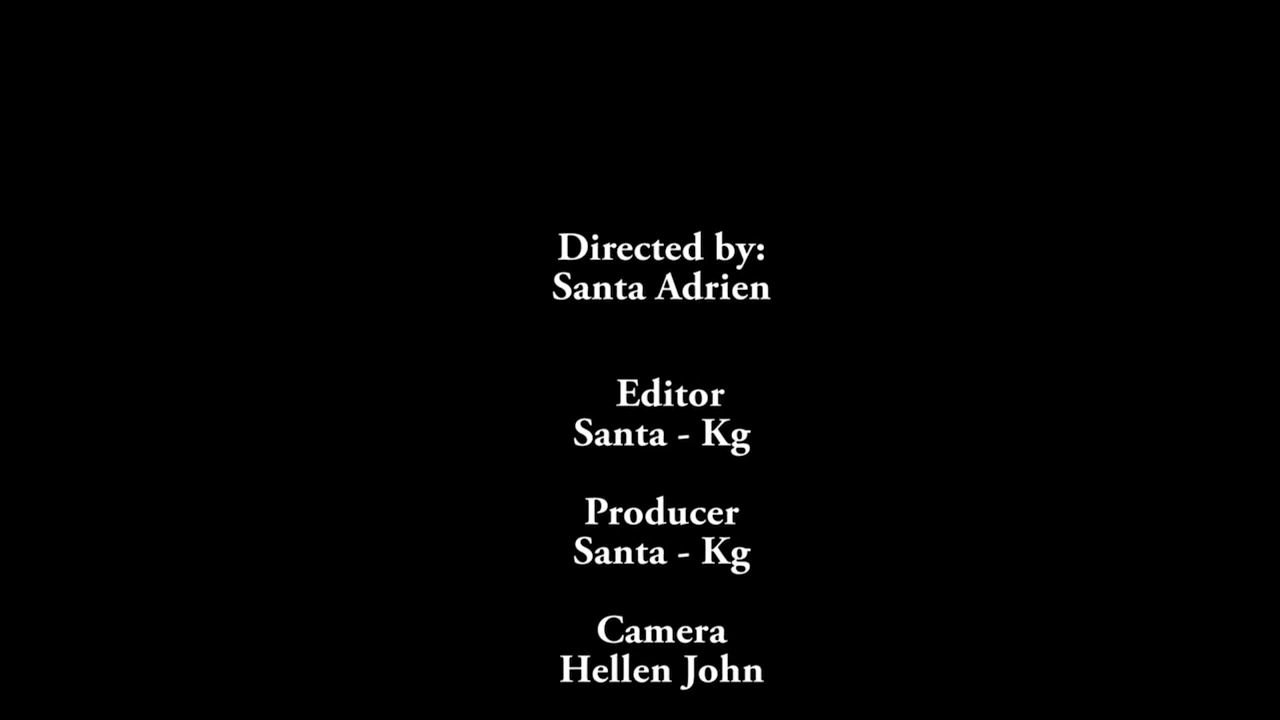 Directed by:
Santa Adrien
Editor
Santa - Kg
Producer
Santa - Kg
Camera
Hellen John